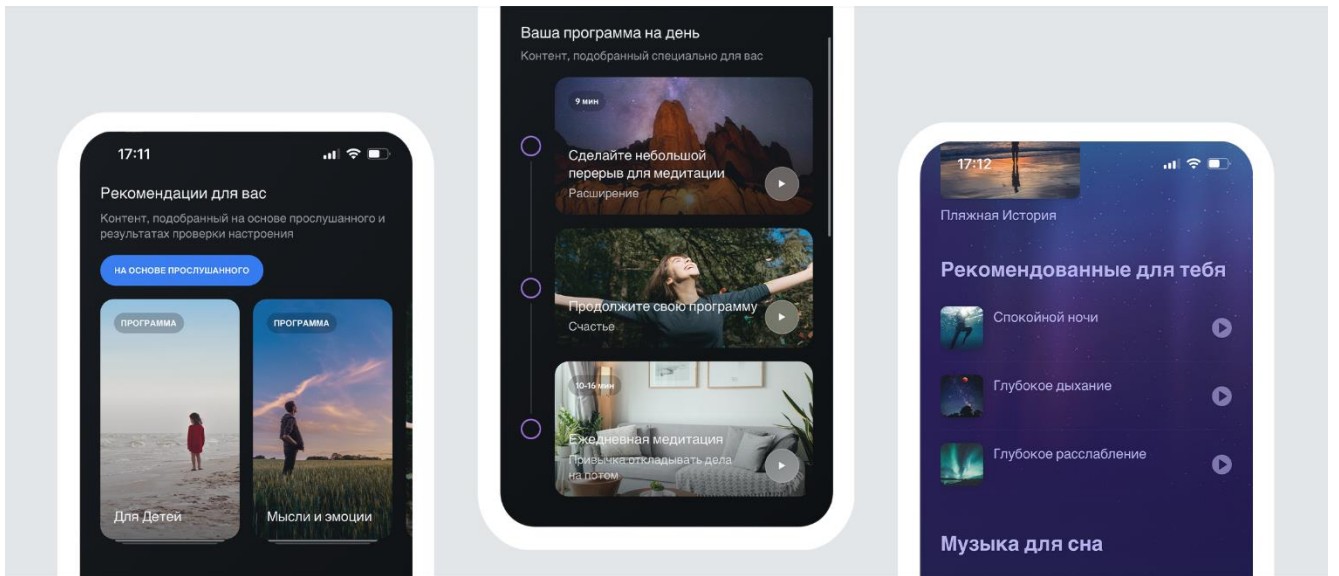 17:11
Рекомендации для вас
Контент, подобранный на основе прослушанного и
результатах проверки настроения
НА ОСНОВЕ ПРОСЛУШАННОГО
ПРОГРАММА
Для Детей
ПРОГРАММА
Мысли и эмоции
Ваша программа на день
Контент, подобранный специально для вас
9 мин
Сделайте небольшой
перерыв для медитации
Расширение
Продолжите свою программу
Счастье
10-16 мин
Ежедневная медитация
Привычка откладывать дела
на потом
17:12
Пляжная История
Рекомендованные для тебя
Спокойной ночи
Глубокое дыхание
Глубокое расслабление
Музыка для сна